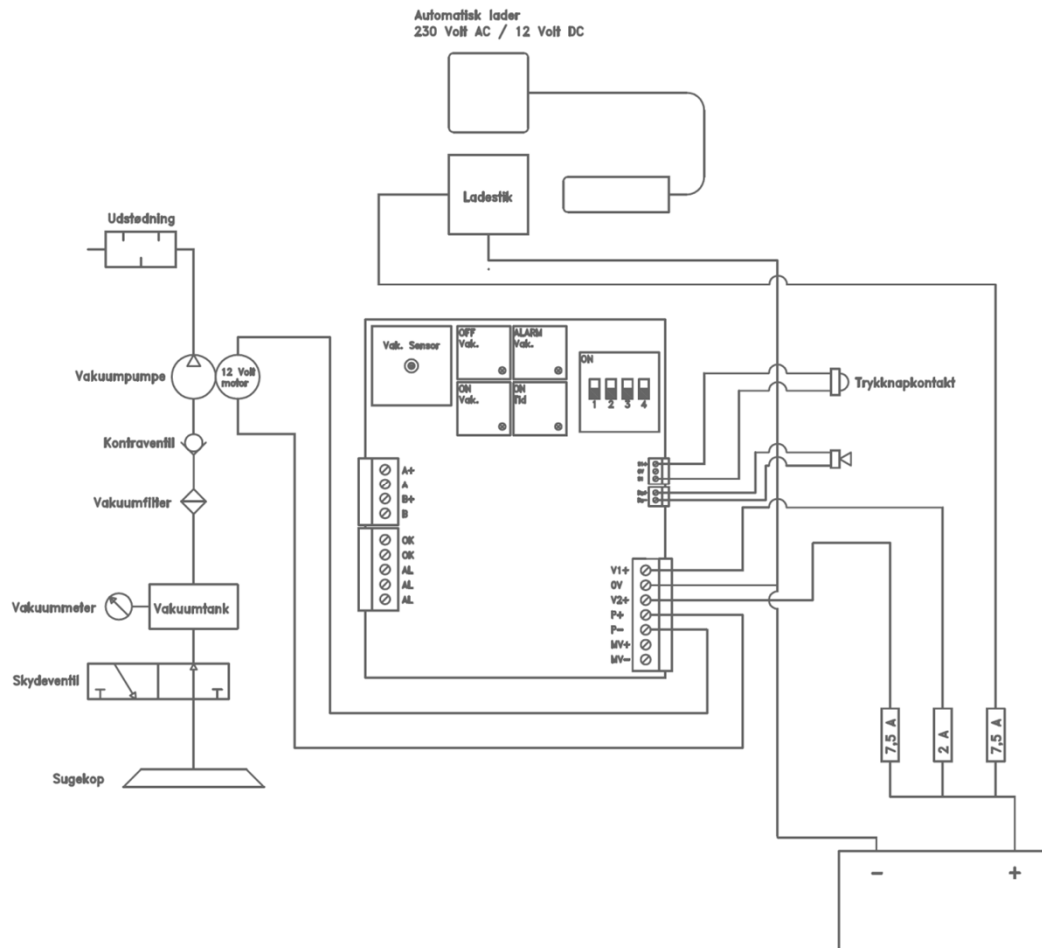 Automatisk lader
230 Volt AC / 12 Volt DC
Ladestik
Udstødning
Vakuumpumpe
12 Volt
motor
Kontraventil
Vakuumfilter
Vakuummeter
Vakuumtank
Skydeventil
Sugekop
Vak. Sensor
OFF
Vak.
ALARM
Vak.
ON
Vak.
ON
Tid
ON
1 2 3 4
A+
A
B+
B
OK
OK
AL
AL
AL
V1+
0V
V2+
P+
P-
MV+
MV-
Trykknapkontakt
7,5 A
2 A
7,5 A
- +